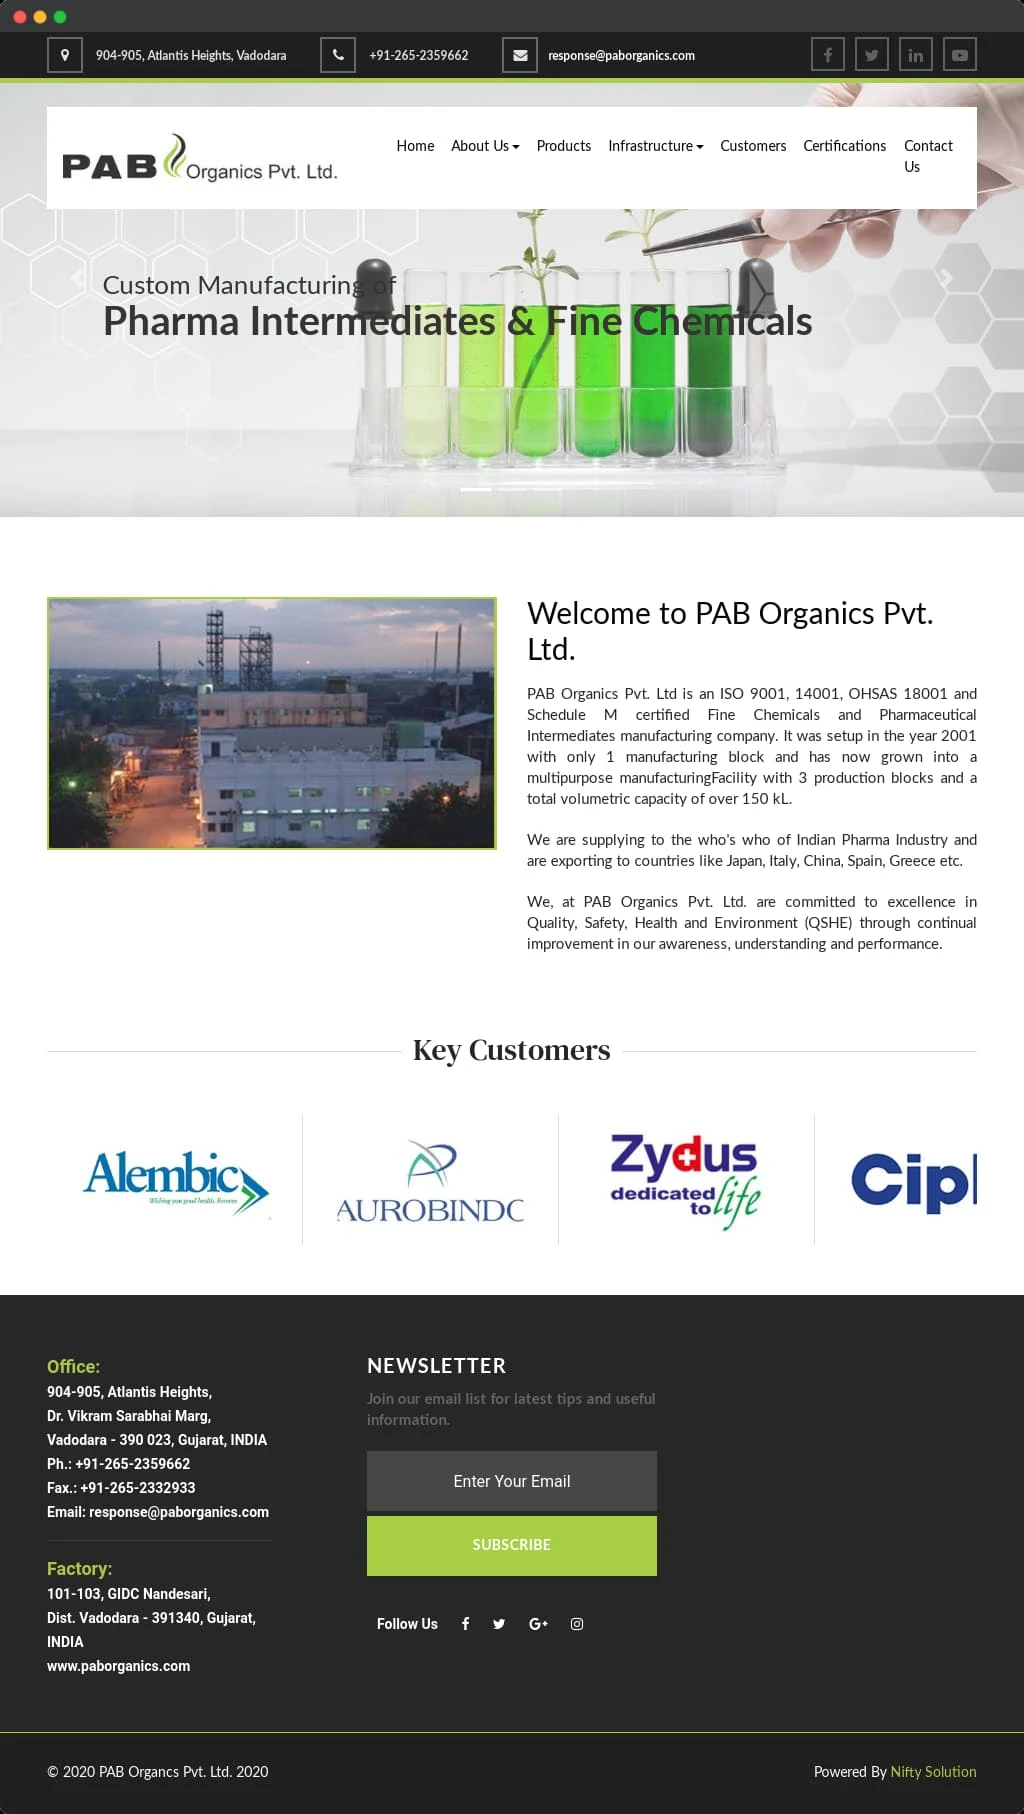 904-905, Atlantis Heights, Vadodara
+91-265-2359662
response@paborganics.com
PAB Organics Pvt. Ltd.
Home
About Us
Products
Infrastructure
Customers
Certifications
Contact
Us
Custom Manufacturing of
Pharma Intermediates & Fine Chemicals
Welcome to PAB Organics Pvt.
Ltd.
PAB Organics Pvt. Ltd is an ISO 9001, 14001, OHSAS 18001 and
Schedule M certified Fine Chemicals and Pharmaceutical
Intermediates manufacturing company. It was setup in the year 2001
with only 1 manufacturing block and has now grown into a
multipurpose manufacturingFacility with 3 production blocks and a
total volumetric capacity of over 150 kL.
We are supplying to the who's who of Indian Pharma Industry and
are exporting to countries like Japan, Italy, China, Spain, Greece etc.
We, at PAB Organics Pvt. Ltd. are committed to excellence in
Quality, Safety, Health and Environment (QSHE) through continual
improvement in our awareness, understanding and performance.
Key Customers
Alembic
Wishing you good health. Forever.
AUROBINDO
Zydus
dedicated
to life
Cipl
Office:
904-905, Atlantis Heights,
Dr. Vikram Sarabhai Marg,
Vadodara - 390 023, Gujarat, INDIA
Ph.: +91-265-2359662
Fax.: +91-265-2332933
Email: response@paborganics.com
Factory:
101-103, GIDC Nandesari,
Dist. Vadodara - 391340, Gujarat,
INDIA
www.paborganics.com
NEWSLETTER
Join our email list for latest tips and useful
information.
Enter Your Email
SUBSCRIBE
Follow Us
© 2020 PAB Organcs Pvt. Ltd. 2020
Powered By Nifty Solution